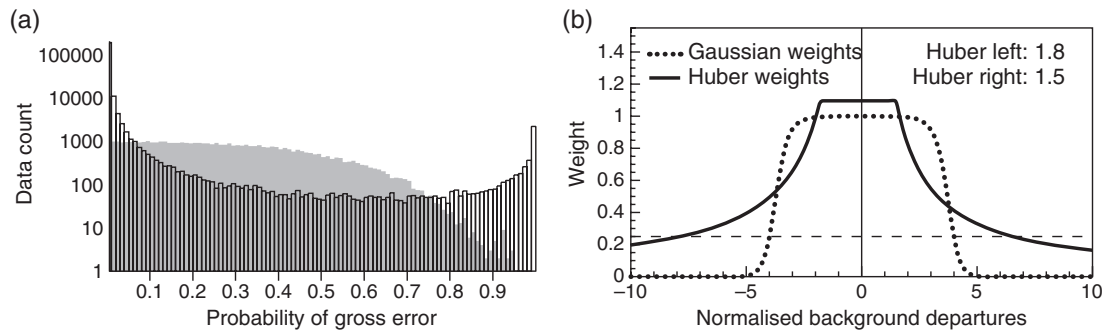 (a)
Data count
100000
10000
1000
100
10
1
0.1 0.2 0.3 0.4 0.5 0.6 0.7 0.8 0.9
Probability of gross error
(b)
Weight
1.4
1.2
1
0.8
0.6
0.4
0.2
0
Gaussian weights
Huber weights
Huber left: 1.8
Huber right: 1.5
−10 −5 0 5 10
Normalised background departures